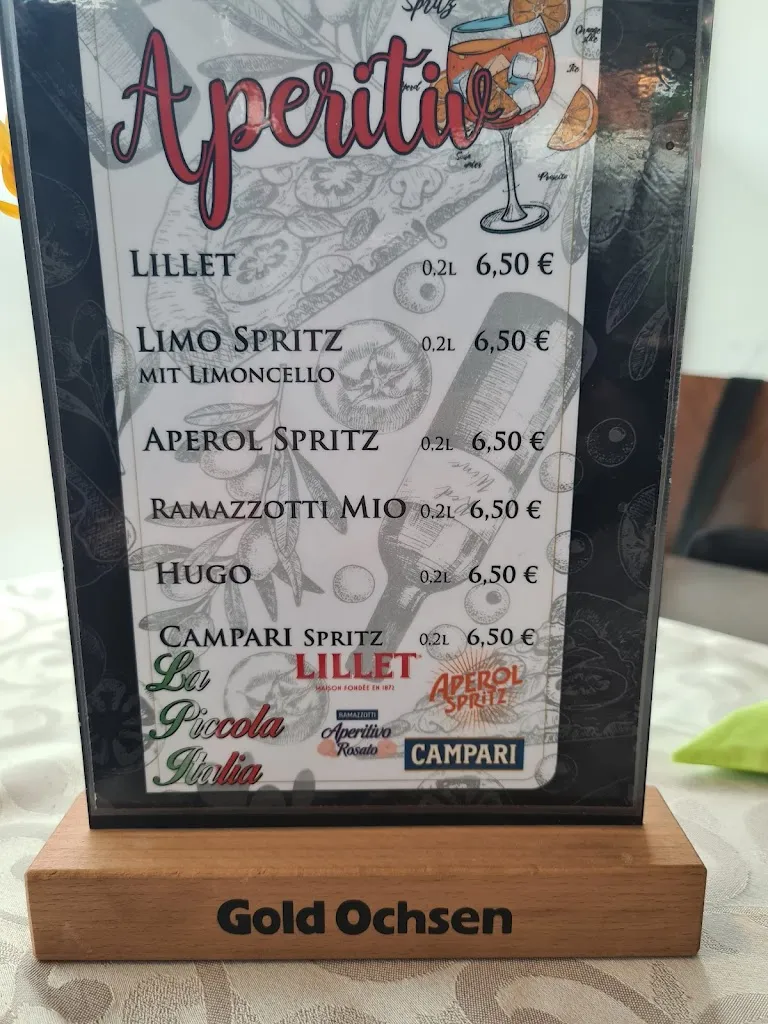 Spritz
Aperitiv
LILLET 0,2L 6,50 €
LIMO SPRITZ 0,2L 6,50 €
MIT LIMONCELLO
APEROL SPRITZ 0,2L 6,50 €
RAMAZZOTTI MIO 0,2L 6,50 €
HUGO 0,2L 6,50 €
CAMPARI SPRITZ 0,2L 6,50 €
La
Piccola
Italia
LILLET
MAISON FONDÉE EN 1872
APEROL
SPRITZ
RAMAZZOTTI
Aperitivo
Rosato
CAMPARI
Gold Ochsen